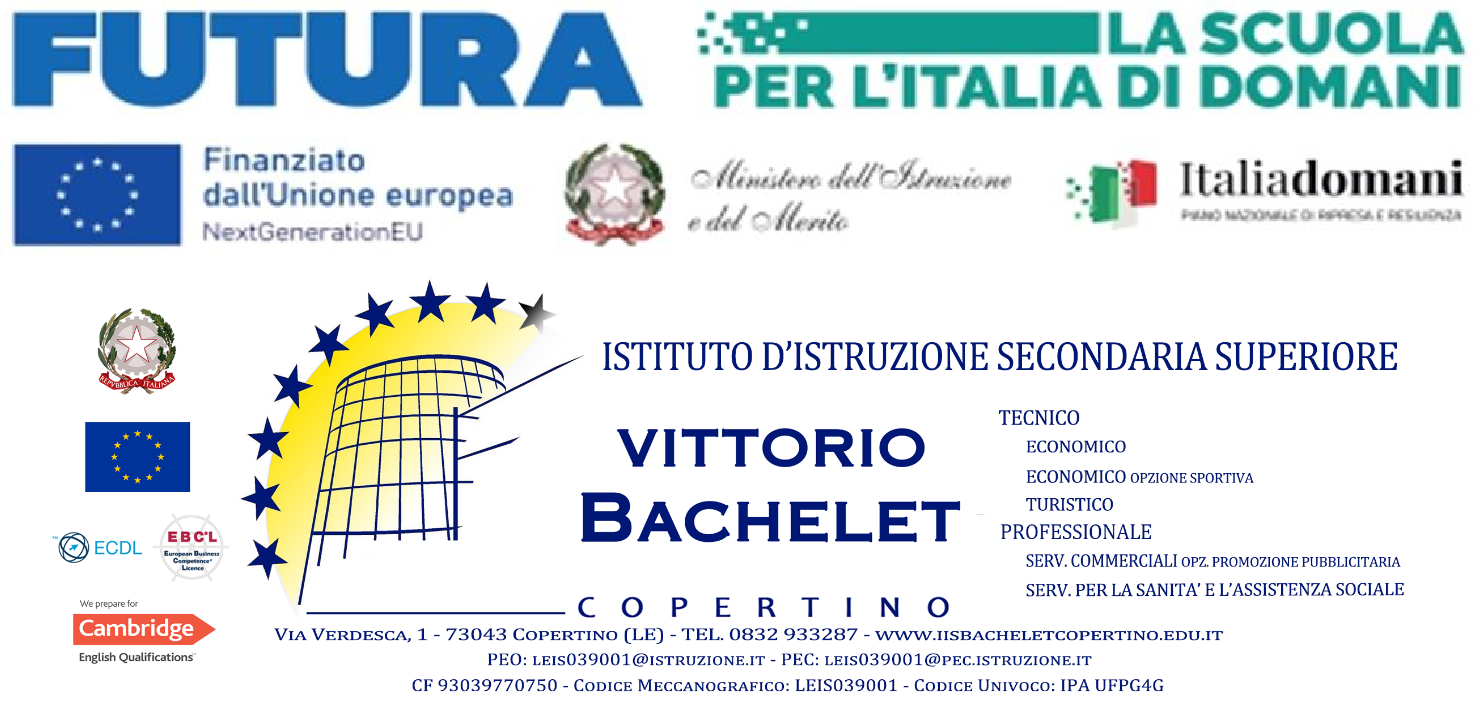 FUTURA
LA SCUOLA
PER L'ITALIA DI DOMANI
Finanziato
dall'Unione europea
NextGenerationEU
Ministero dell'Istruzione
e del Merito
Italiadomani
PIANO NAZIONALE DI RIPRESA E RESILIENZA
REPVBBLICA ITALIANA
ISTITUTO D'ISTRUZIONE SECONDARIA SUPERIORE
VITTORIO
BACHELET
COPERTINO
TECNICO
ECONOMICO
ECONOMICO OPZIONE SPORTIVA
TURISTICO
PROFESSIONALE
SERV. COMMERCIALI OPZ. PROMOZIONE PUBBLICITARIA
SERV. PER LA SANITA' E L'ASSISTENZA SOCIALE
ECDL
EBC*L
European Business
Competence*
Licence
We prepare for
Cambridge
English Qualifications
VIA VERDESCA, 1 - 73043 COPERTINO (LE) - TEL. 0832 933287 - WWW.IISBACHELETCOPERTINO.EDU.IT
PEO: LEIS039001@ISTRUZIONE.IT - PEC: LEIS039001@PEC.ISTRUZIONE.IT
CF 93039770750 - CODICE MECCANOGRAFICO: LEIS039001 - CODICE UNIVOCO: IPA UFPG4G